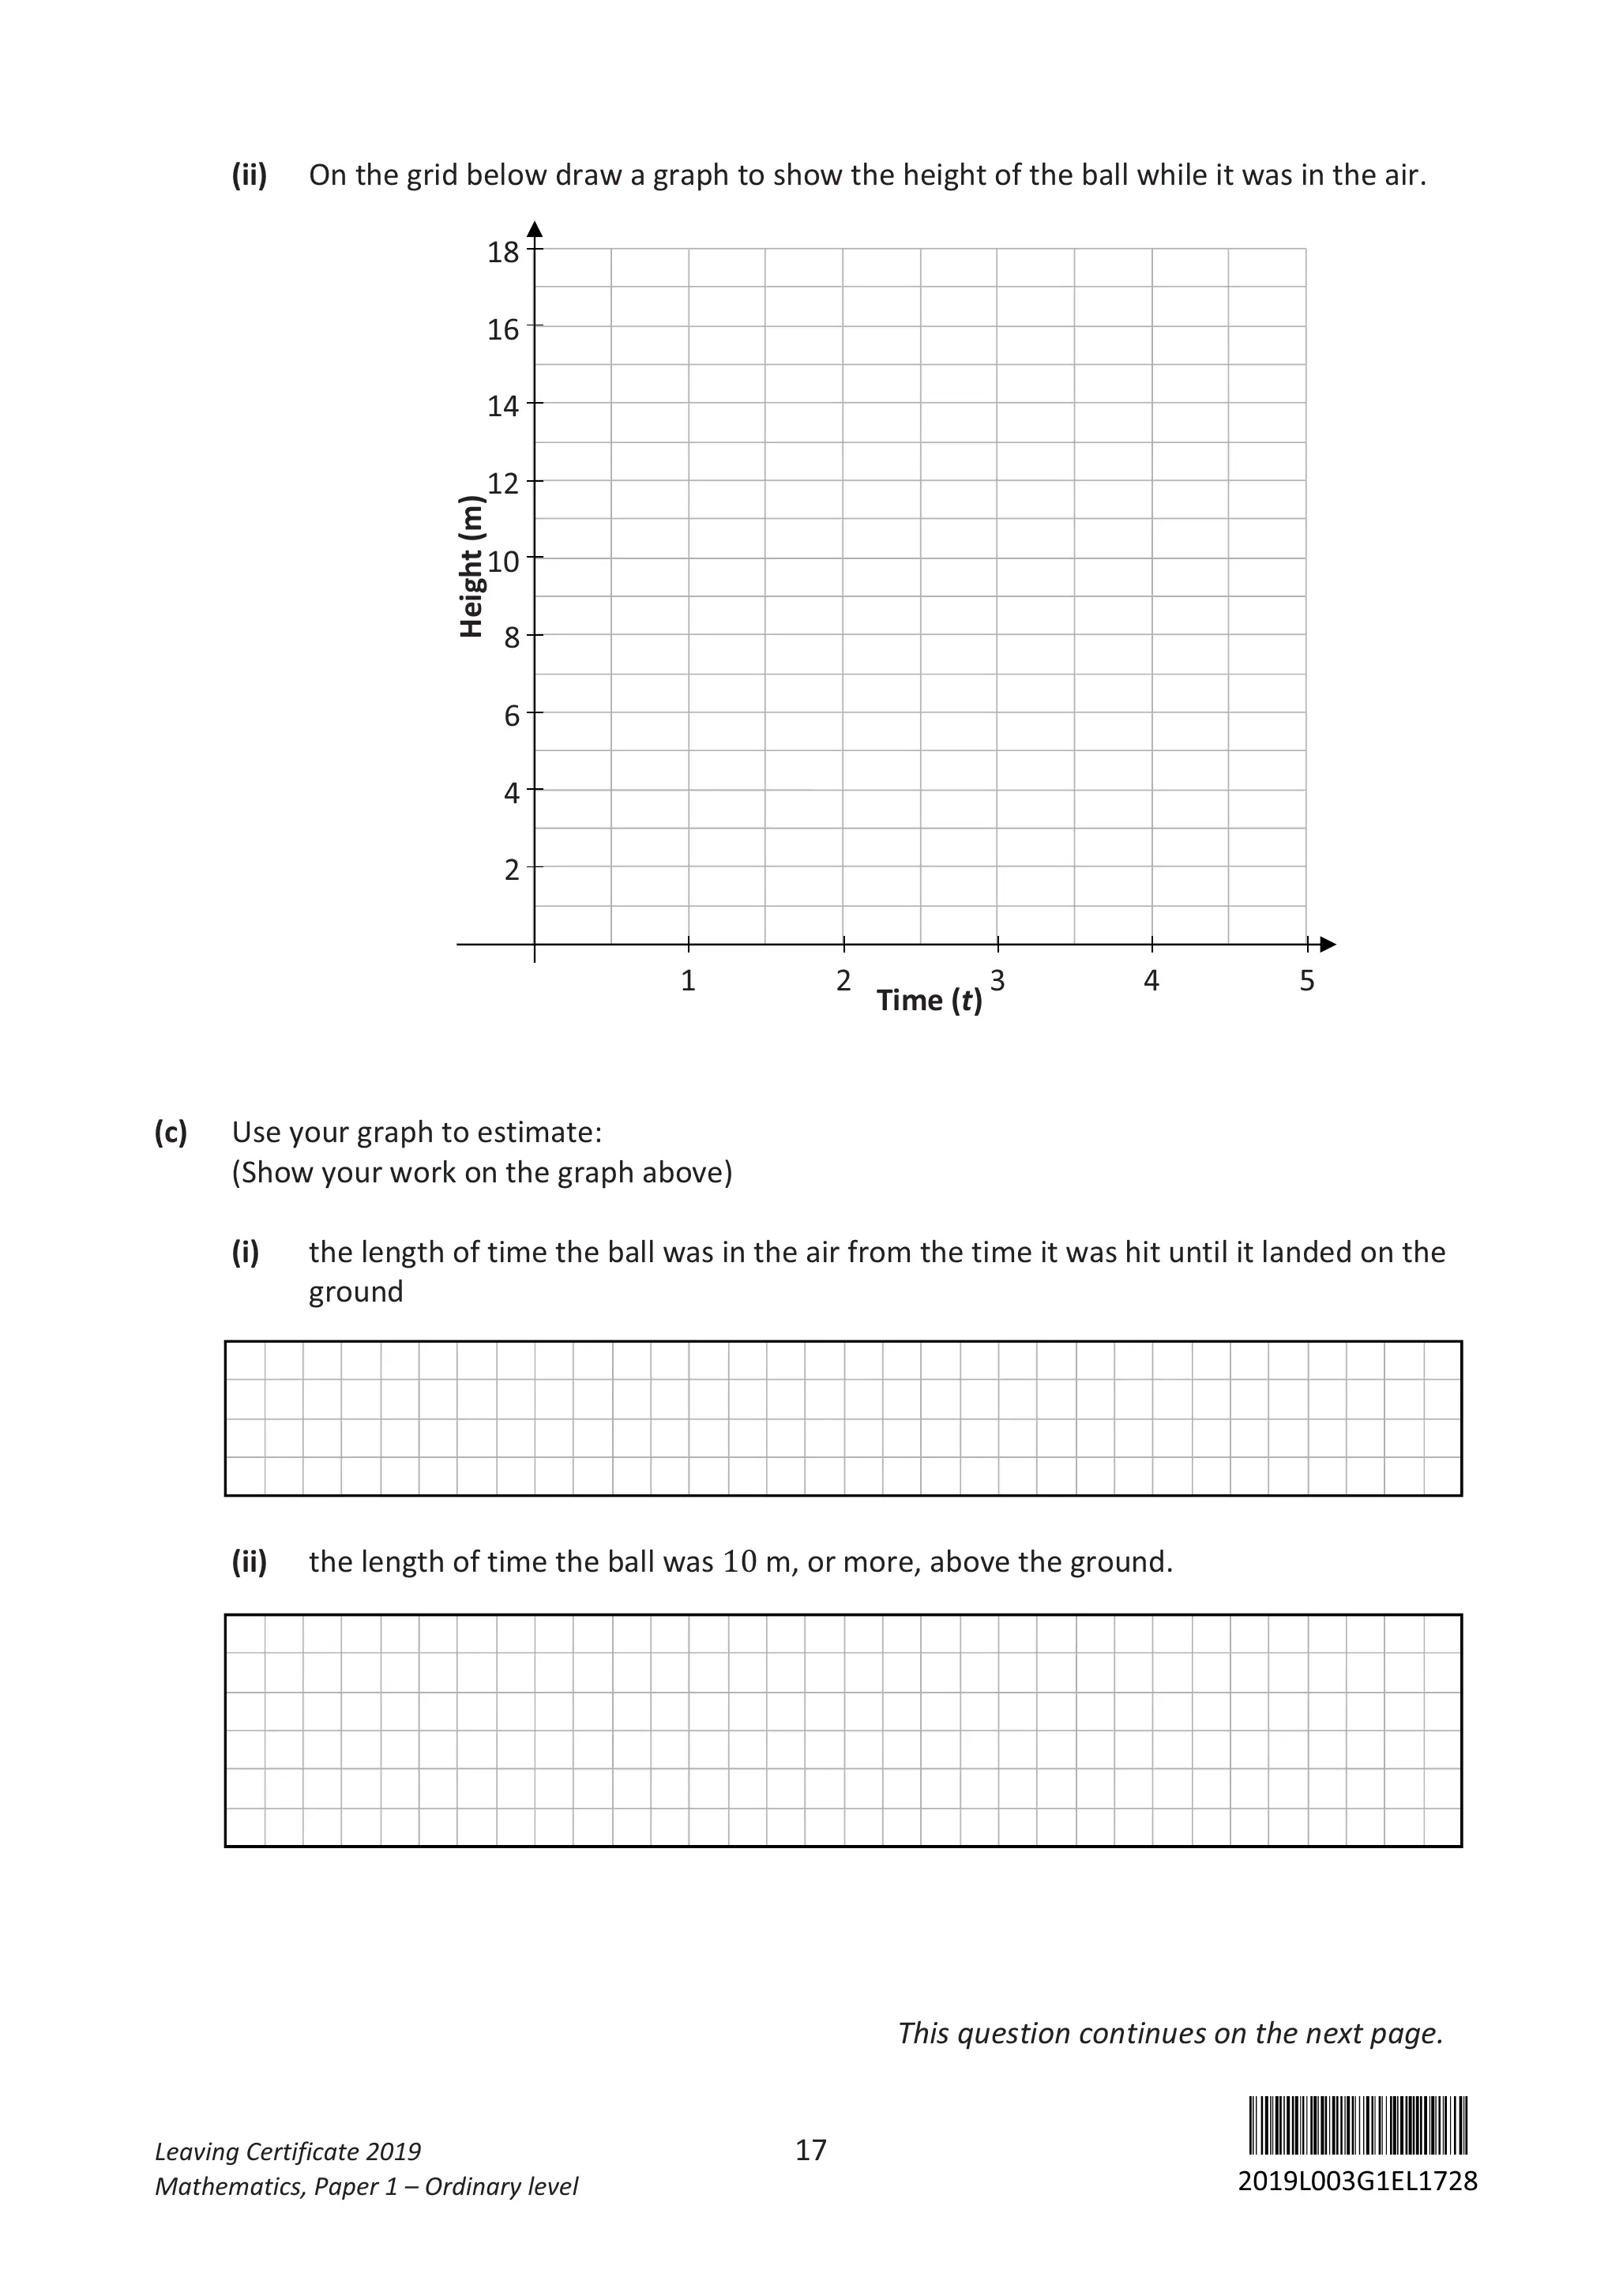 (ii) On the grid below draw a graph to show the height of the ball while it was in the air.
18
16
14
12
10
8
6
4
2
Height (m)
1 2 3 4 5
Time (t)
(c) Use your graph to estimate:
(Show your work on the graph above)
(i) the length of time the ball was in the air from the time it was hit until it landed on the
ground
(ii) the length of time the ball was 10 m, or more, above the ground.
This question continues on the next page.
Leaving Certificate 2019
Mathematics, Paper 1 – Ordinary level
17
2019L003G1EL1728